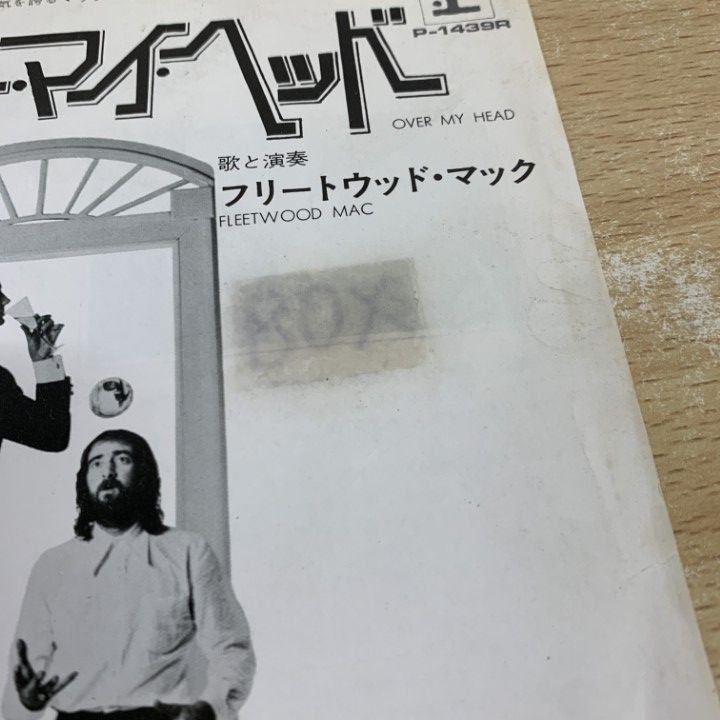 P-1439R
・マイ・ヘッド
OVER MY HEAD
歌と演奏
フリートウッド・マック
FLEETWOOD MAC